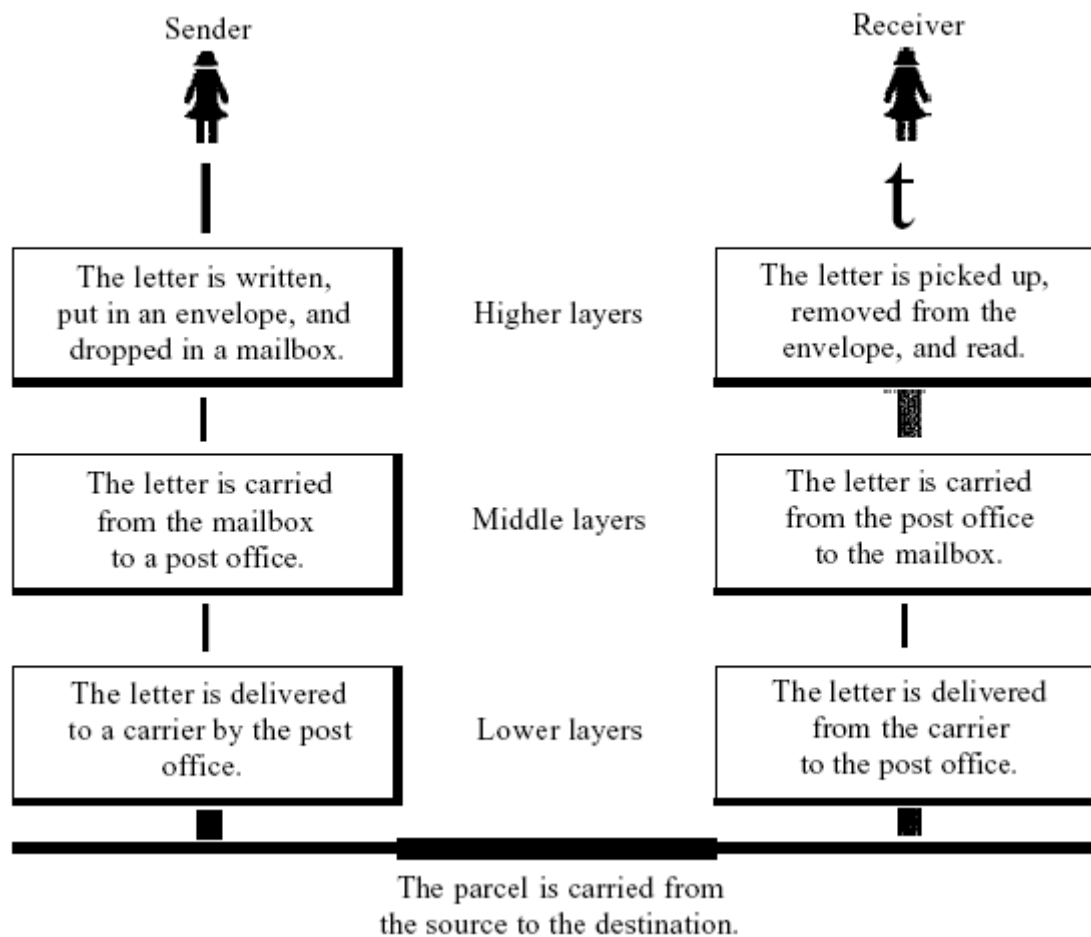 Sender
Receiver
t
The letter is written,
put in an envelope, and
dropped in a mailbox.
Higher layers
The letter is picked up,
removed from the
envelope, and read.
The letter is carried
from the mailbox
to a post office.
Middle layers
The letter is carried
from the post office
to the mailbox.
The letter is delivered
to a carrier by the post
office.
Lower layers
The letter is delivered
from the carrier
to the post office.
The parcel is carried from
the source to the destination.